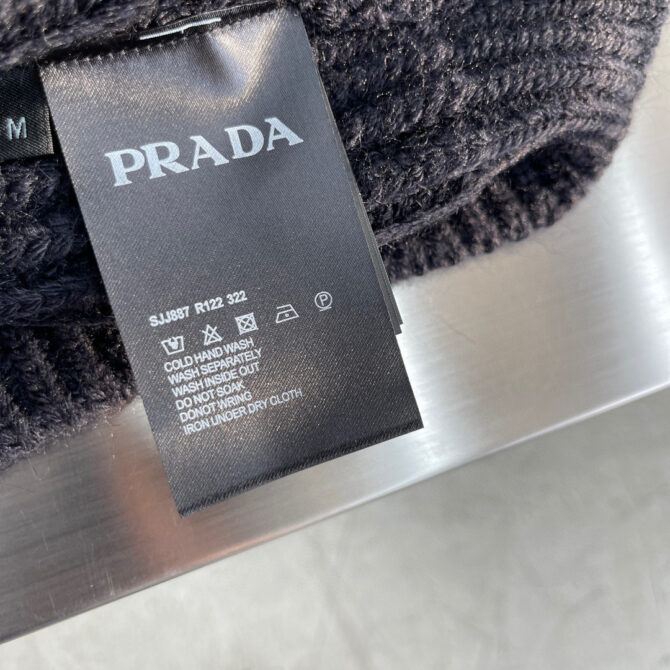 M
PRADA
SJJ887 R122 322
P
COLD HAND WASH
WASH SEPARATELY
WASH INSIDE OUT
DO NOT SOAK
DONOT WRING
IRON UNDER DRY CLOTH